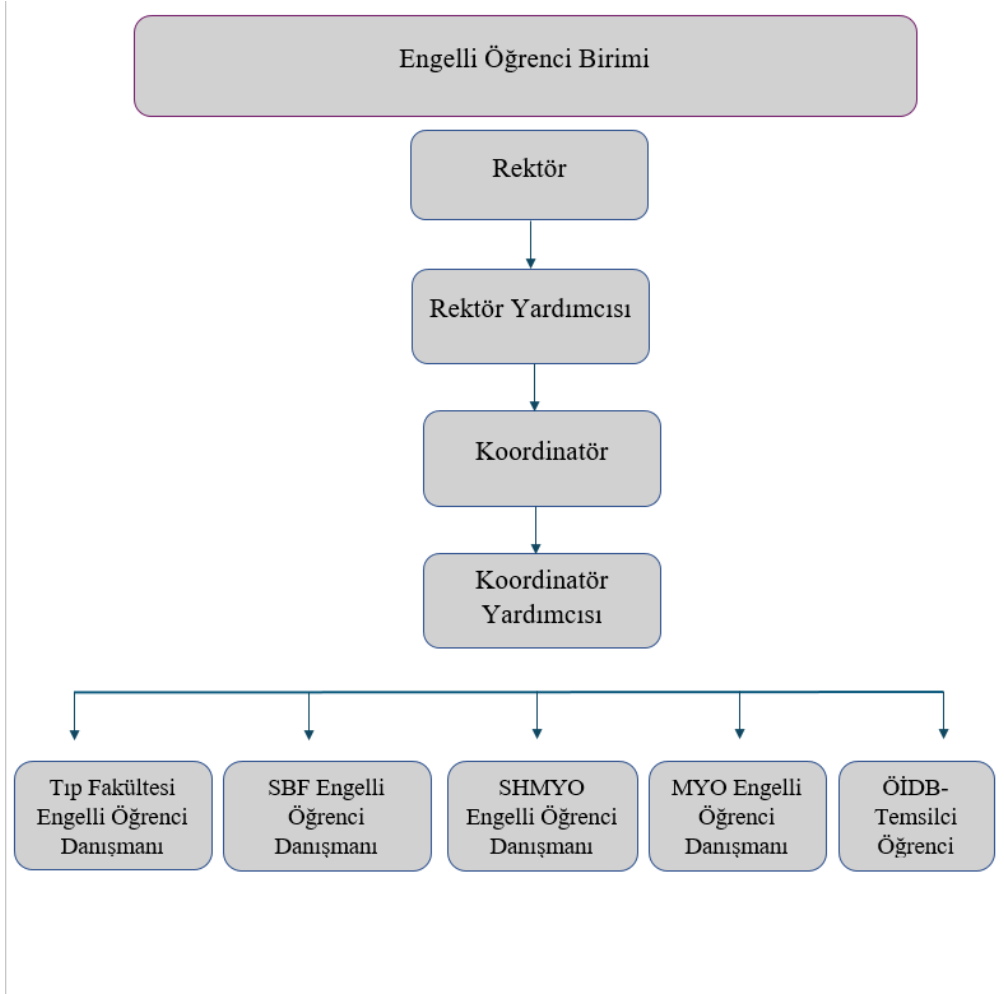 Engelli Öğrenci Birimi
Rektör
Rektör Yardımcısı
Koordinatör
Koordinatör
Yardımcısı
Tıp Fakültesi
Engelli Öğrenci
Danışmanı
SBF Engelli
Öğrenci
Danışmanı
SHMYO
Engelli Öğrenci
Danışmanı
MYO Engelli
Öğrenci
Danışmanı
ÖİDB-
Temsilci
Öğrenci